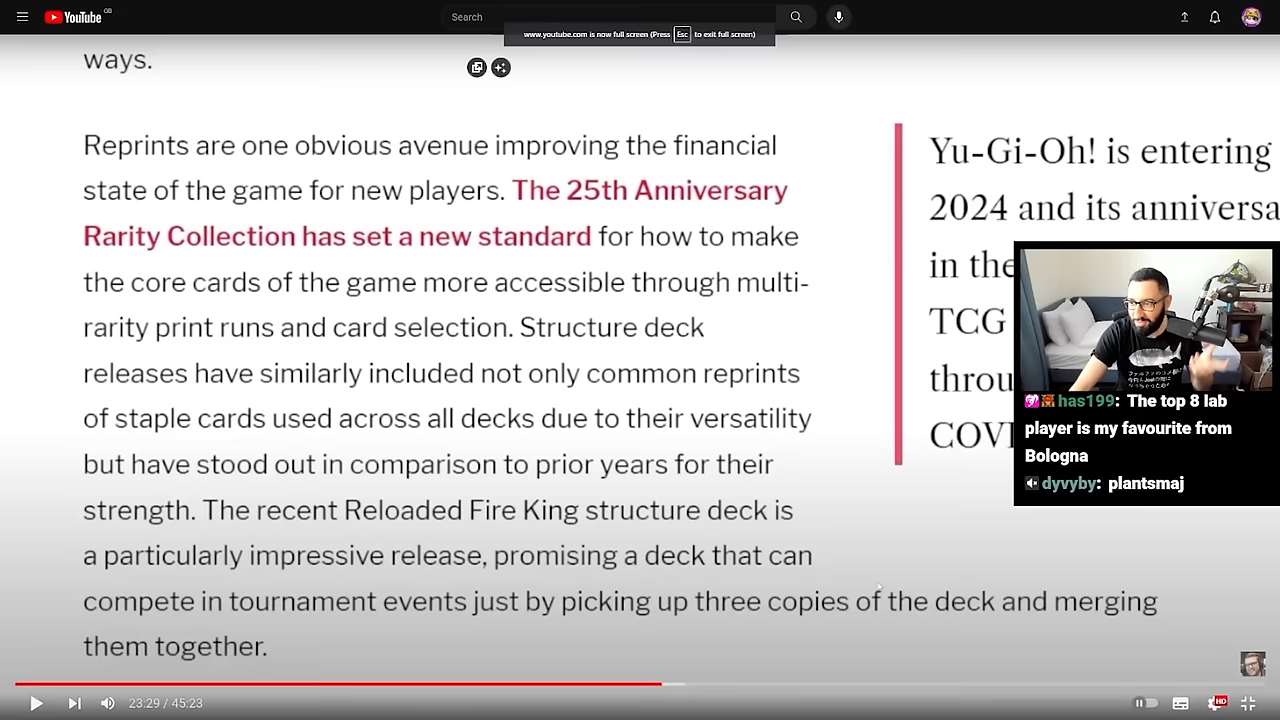 YouTube GB
Search
www.youtube.com is now full screen (Press Esc to exit full screen)
ways.
Reprints are one obvious avenue improving the financial
state of the game for new players. The 25th Anniversary
Rarity Collection has set a new standard for how to make
the core cards of the game more accessible through multi-
rarity print runs and card selection. Structure deck
releases have similarly included not only common reprints
of staple cards used across all decks due to their versatility
but have stood out in comparison to prior years for their
strength. The recent Reloaded Fire King structure deck is
a particularly impressive release, promising a deck that can
compete in tournament events just by picking up three copies of the deck and merging
them together.
Yu-Gi-Oh! is entering
2024 and its anniversa
in the
TCG
throu
COVI
has199: The top 8 lab
player is my favourite from
Bologna
dyvyby: plantsmaj
23:29 / 45:23
HD